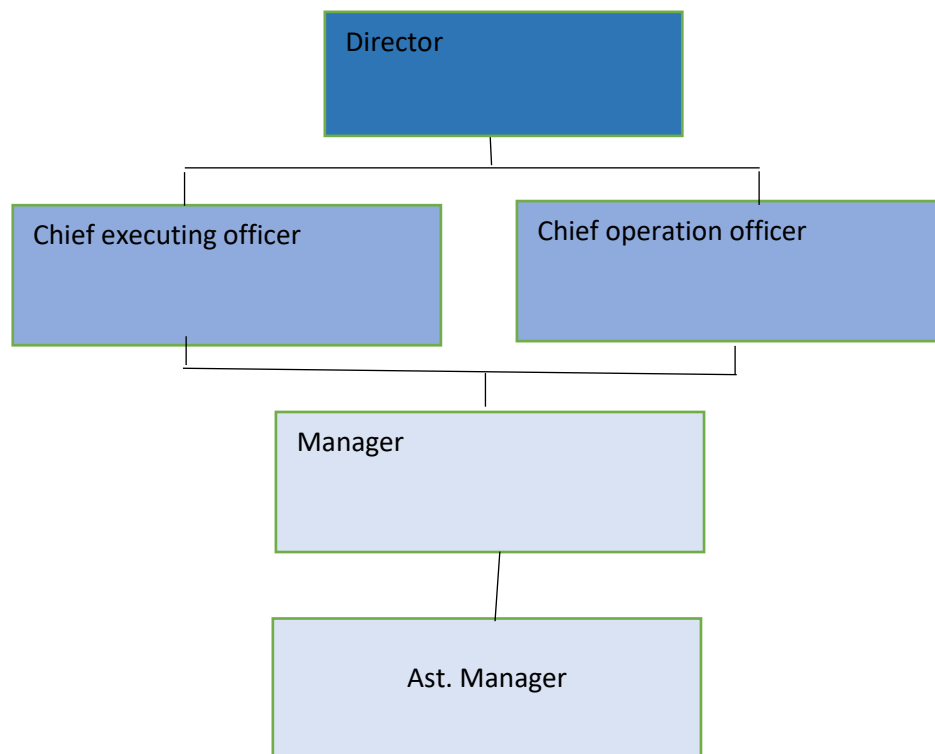 Director
Chief executing officer
Chief operation officer
Manager
Ast. Manager